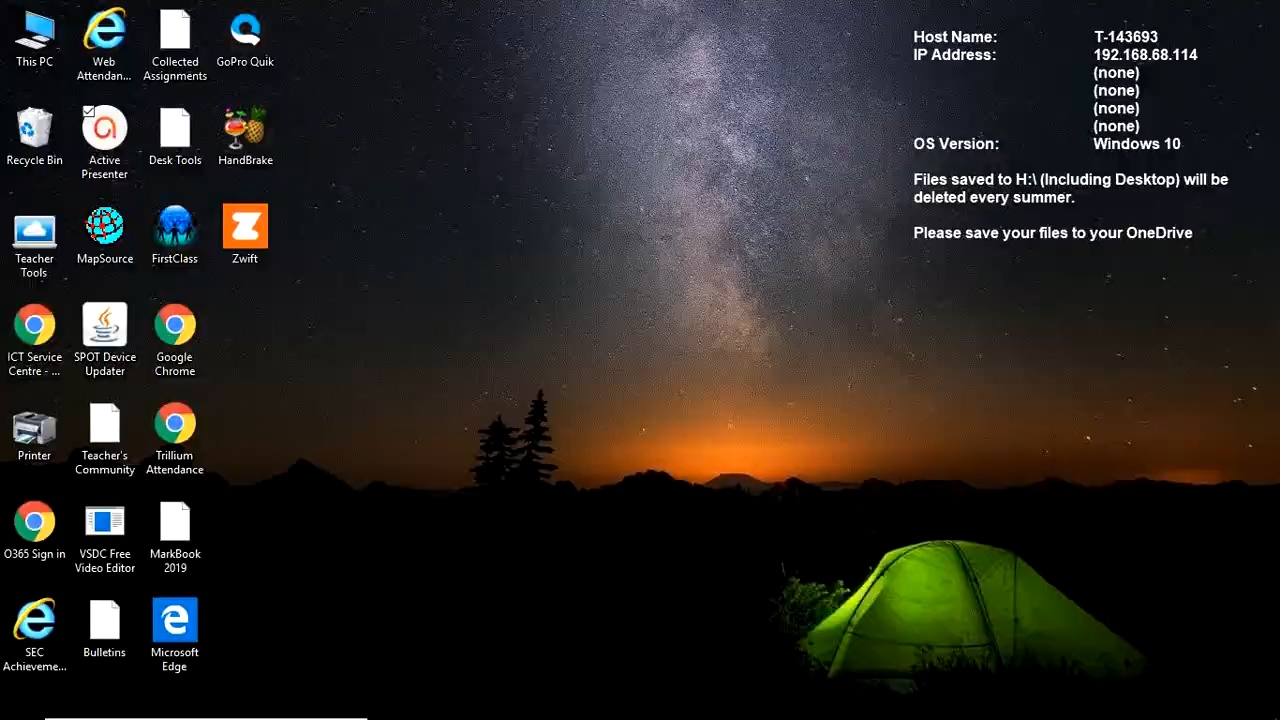 This PC
Web
Attendan...
Collected
Assignments
GoPro Quik
Recycle Bin
Active
Presenter
Desk Tools
HandBrake
Teacher
Tools
MapSource
FirstClass
Zwift
ICT Service
Centre - ...
SPOT Device
Updater
Google
Chrome
Printer
Teacher's
Community
Trillium
Attendance
O365 Sign in
VSDC Free
Video Editor
MarkBook
2019
SEC
Achieveme...
Bulletins
Microsoft
Edge
Host Name: T-143693
IP Address: 192.168.68.114
(none)
(none)
(none)
(none)
OS Version: Windows 10
Files saved to H:\ (Including Desktop) will be
deleted every summer.
Please save your files to your OneDrive